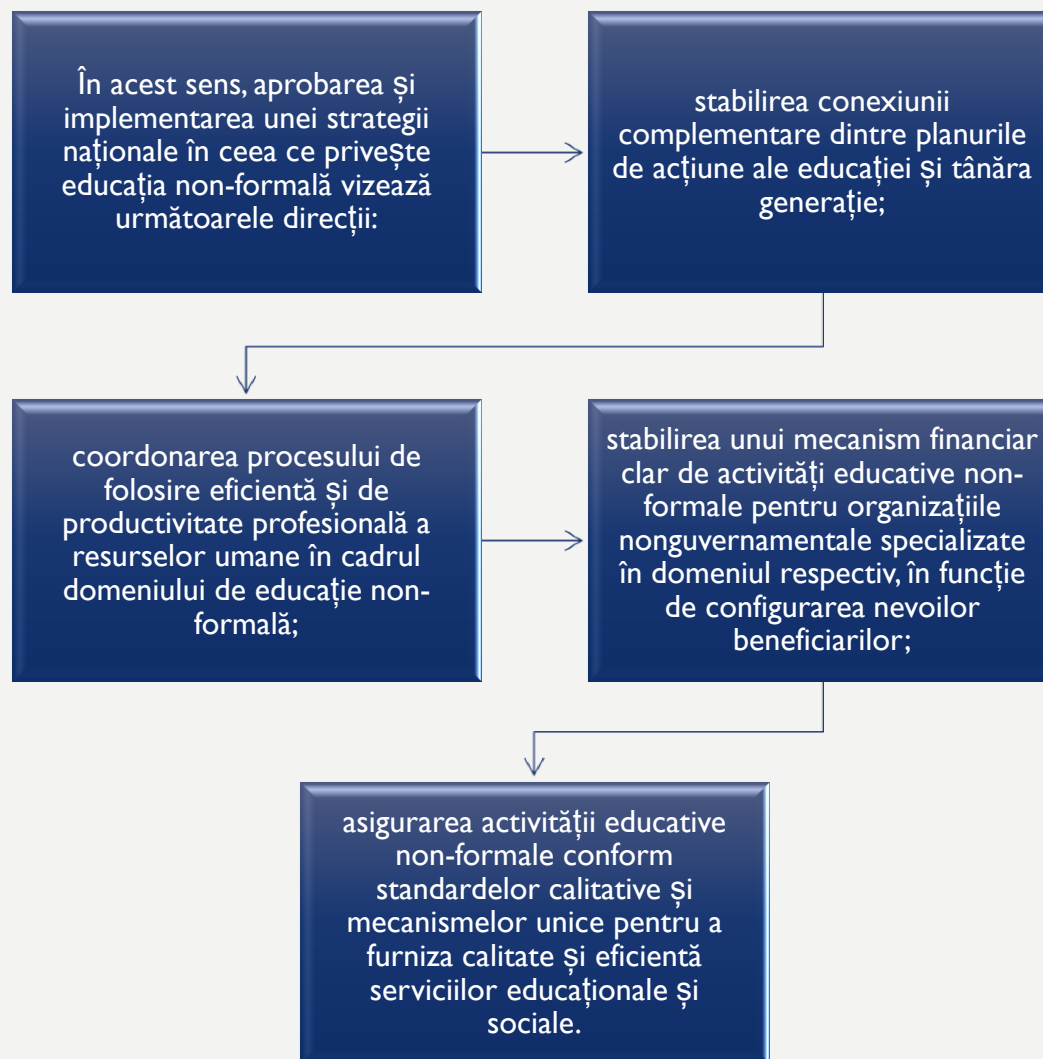 În acest sens, aprobarea și
implementarea unei strategii
naționale în ceea ce privește
educația non-formală vizează
următoarele direcții:
stabilirea conexiunii
complementare dintre planurile
de acțiune ale educației și tânăra
generație;
coordonarea procesului de
folosire eficientă și de
productivitate profesională a
resurselor umane în cadrul
domeniului de educație non-
formală;
stabilirea unui mecanism financiar
clar de activități educative non-
formale pentru organizațiile
nonguvernamentale specializate
în domeniul respectiv, în funcție
de configurarea nevoilor
beneficiarilor;
asigurarea activității educative
non-formale conform
standardelor calitative și
mecanismelor unice pentru a
furniza calitate și eficientă
serviciilor educaționale și
sociale.